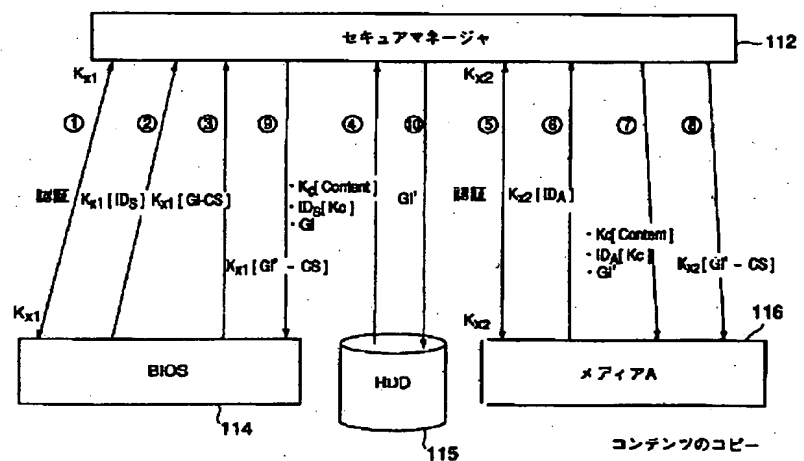 セキュアマネージャ
112
Kx1
Kx2
① ② ③ ⑨ ④ ⑩ ⑤ ⑥ ⑦ ⑧
認証
Kx1[IDS]
Kx1[GI-CS]
・Kc[Content]
・IDS[Kc]
・GI
GI'
認証
Kx2[IDA]
・Kc[Content]
・IDA[Kc]
・GI'
Kx1[GI' - CS]
Kx2[GI' - CS]
Kx1
Kx2
116
BIOS
HDD
メディアA
114
115
コンテンツのコピー